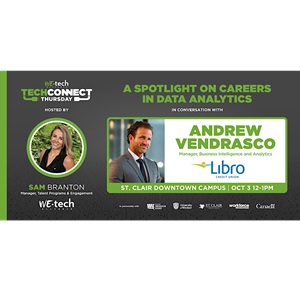 WE-tech
TECHCONNECT
THURSDAY
HOSTED BY
SAM BRANTON
Manager, Talent Programs & Engagement
WE-tech
A SPOTLIGHT ON CAREERS
IN DATA ANALYTICS
IN CONVERSATION WITH
ANDREW
VENDRASCO
Manager, Business Intelligence and Analytics
Libro
CREDIT UNION
ST. CLAIR DOWNTOWN CAMPUS | OCT 3 12-1PM
Canada